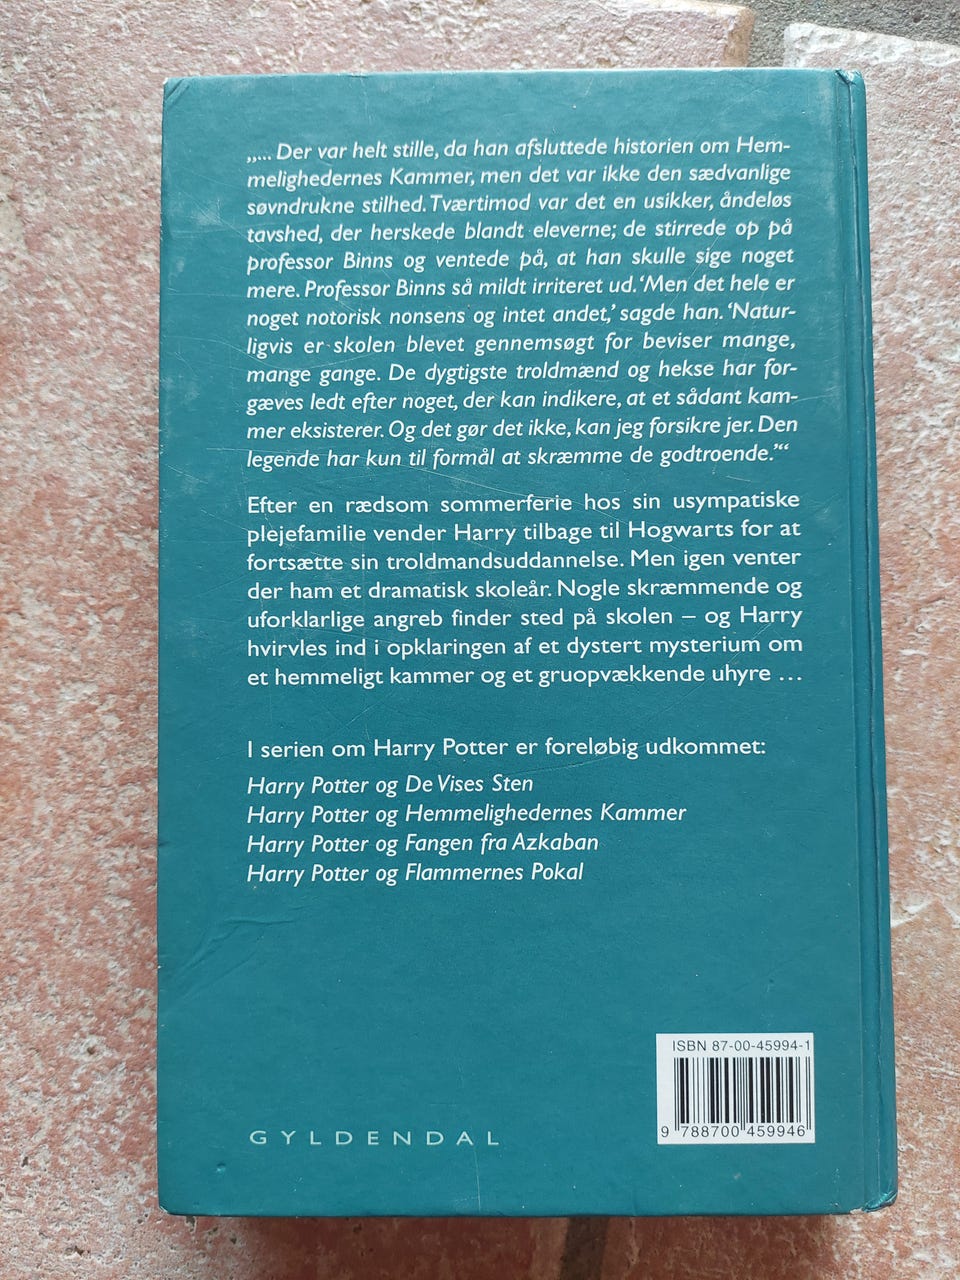 „... Der var helt stille, da han afsluttede historien om Hem-
melighedernes Kammer, men det var ikke den sædvanlige
søvndrukne stilhed. Tværtimod var det en usikker, åndeløs
tavshed, der herskede blandt eleverne; de stirrede op på
professor Binns og ventede på, at han skulle sige noget
mere. Professor Binns så mildt irriteret ud. ‘Men det hele er
noget notorisk nonsens og intet andet,’ sagde han. ‘Natur-
ligvis er skolen blevet gennemsøgt for beviser mange,
mange gange. De dygtigste troldmænd og hekse har for-
gæves ledt efter noget, der kan indikere, at et sådant kam-
mer eksisterer. Og det gør det ikke, kan jeg forsikre jer. Den
legende har kun til formål at skræmme de godtroende.’“
Efter en rædsom sommerferie hos sin usympatiske
plejefamilie vender Harry tilbage til Hogwarts for at
fortsætte sin troldmandsuddannelse. Men igen venter
der ham et dramatisk skoleår. Nogle skræmmende og
uforklarlige angreb finder sted på skolen – og Harry
hvirvles ind i opklaringen af et dystert mysterium om
et hemmeligt kammer og et gruopvækkende uhyre ...
I serien om Harry Potter er foreløbig udkommet:
Harry Potter og De Vises Sten
Harry Potter og Hemmelighedernes Kammer
Harry Potter og Fangen fra Azkaban
Harry Potter og Flammernes Pokal
ISBN 87-00-45994-1
9 788700 459946
GYLDENDAL